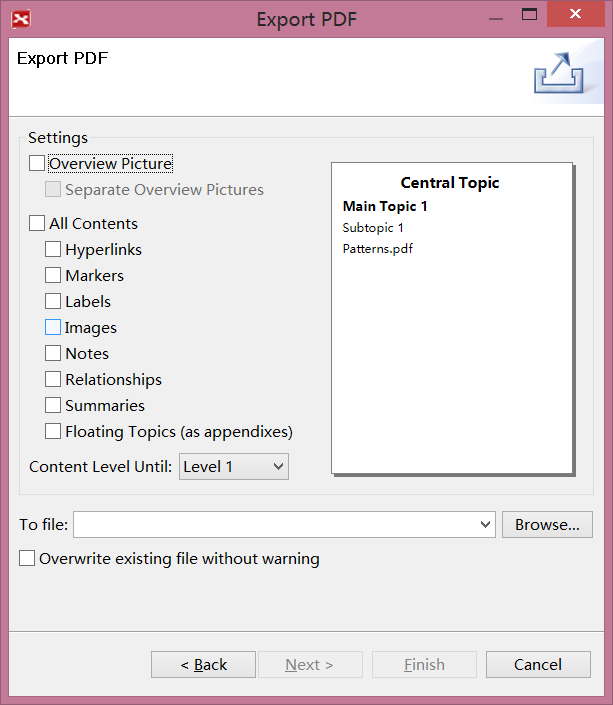 Export PDF
Export PDF
Settings
Overview Picture
Separate Overview Pictures
All Contents
Hyperlinks
Markers
Labels
Images
Notes
Relationships
Summaries
Floating Topics (as appendixes)
Content Level Until: Level 1
Central Topic
Main Topic 1
Subtopic 1
Patterns.pdf
To file: Browse...
Overwrite existing file without warning
< Back Next > Finish Cancel